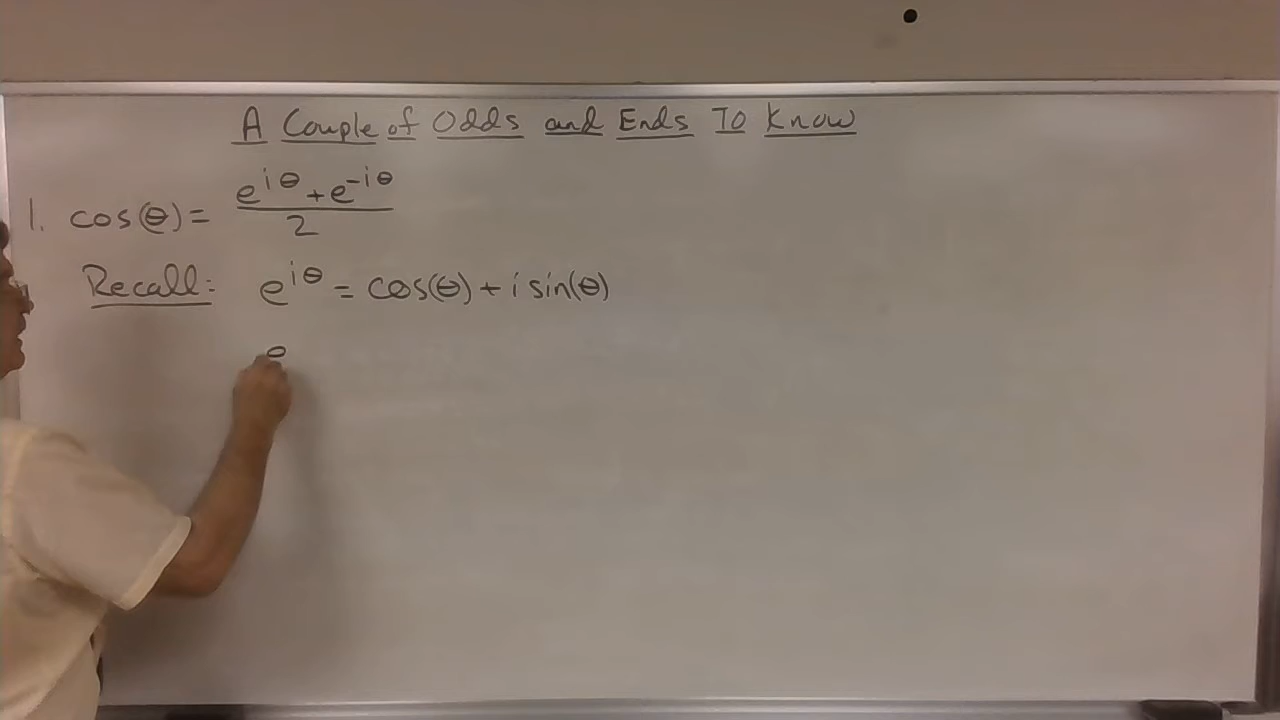 A Couple of Odds and Ends To Know
1. cos(θ) = (e^{iθ} + e^{-iθ})/2
Recall: e^{iθ} = cos(θ) + i sin(θ)
e